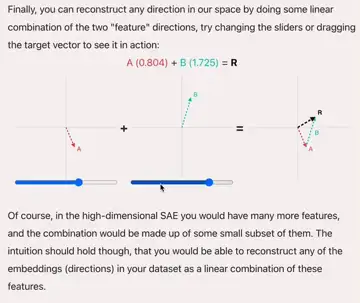 Finally, you can reconstruct any direction in our space by doing some linear
combination of the two "feature" directions, try changing the sliders or dragging
the target vector to see it in action:
A (0.804) + B (1.725) = R
A
+
B
=
R
B
A
Of course, in the high-dimensional SAE you would have many more features,
and the combination would be made up of some small subset of them. The
intuition should hold though, that you would be able to reconstruct any of the
embeddings (directions) in your dataset as a linear combination of these
features.